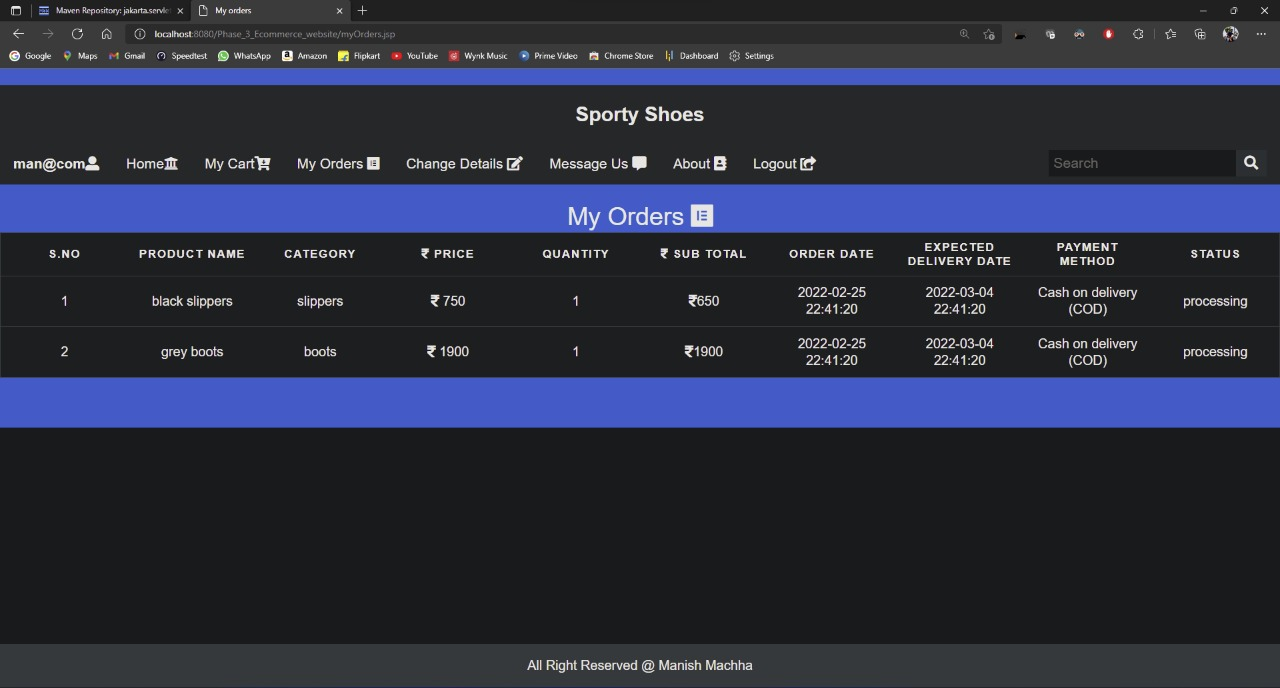 Maven Repository: jakarta.servlet
My orders
localhost:8080/Phase_3_Ecommerce_website/myOrders.jsp
Google Maps Gmail Speedtest WhatsApp Amazon Flipkart YouTube Wynk Music Prime Video Chrome Store Dashboard Settings
Sporty Shoes
man@com Home My Cart My Orders Change Details Message Us About Logout Search
My Orders
S.NO PRODUCT NAME CATEGORY ₹ PRICE QUANTITY ₹ SUB TOTAL ORDER DATE EXPECTED DELIVERY DATE PAYMENT METHOD STATUS
1 black slippers slippers ₹ 750 1 ₹650 2022-02-25 22:41:20 2022-03-04 22:41:20 Cash on delivery (COD) processing
2 grey boots boots ₹ 1900 1 ₹1900 2022-02-25 22:41:20 2022-03-04 22:41:20 Cash on delivery (COD) processing
All Right Reserved @ Manish Machha